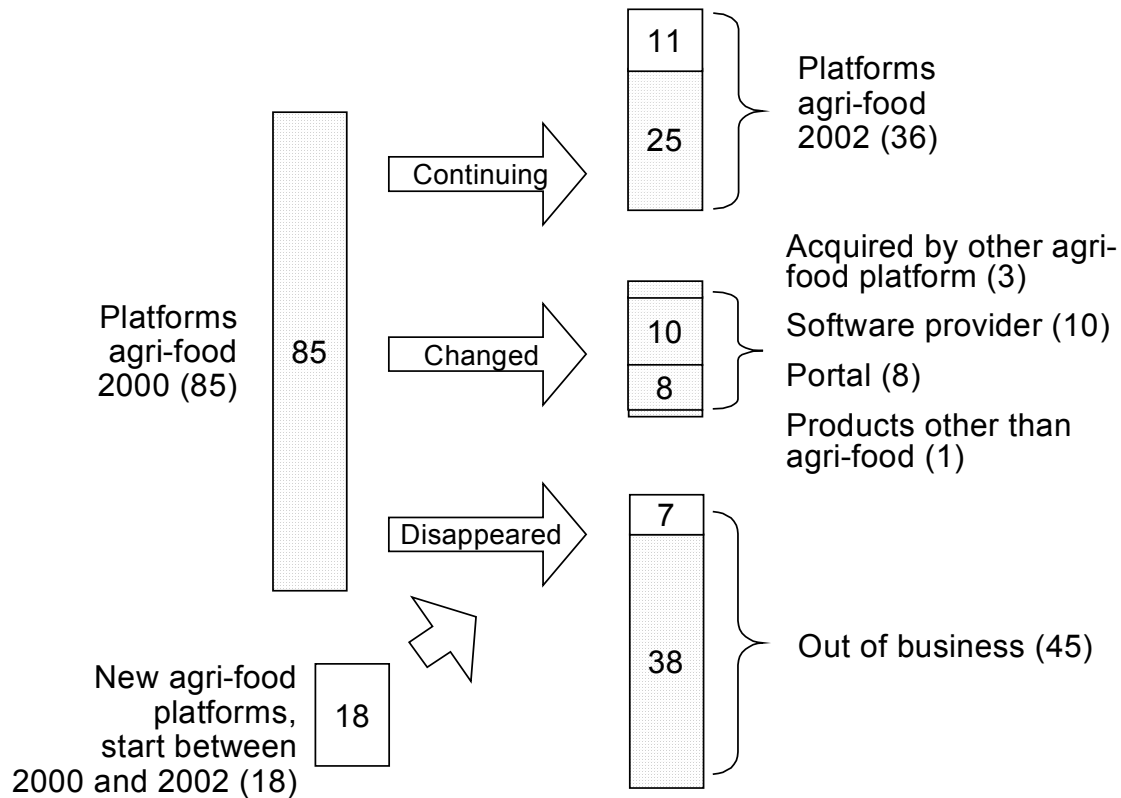 Platforms
agri-food
2000 (85)
85
New agri-food
platforms,
start between
2000 and 2002 (18)
18
Continuing
Changed
Disappeared
11
25
Platforms
agri-food
2002 (36)
10
8
Acquired by other agri-
food platform (3)
Software provider (10)
Portal (8)
Products other than
agri-food (1)
7
38
Out of business (45)